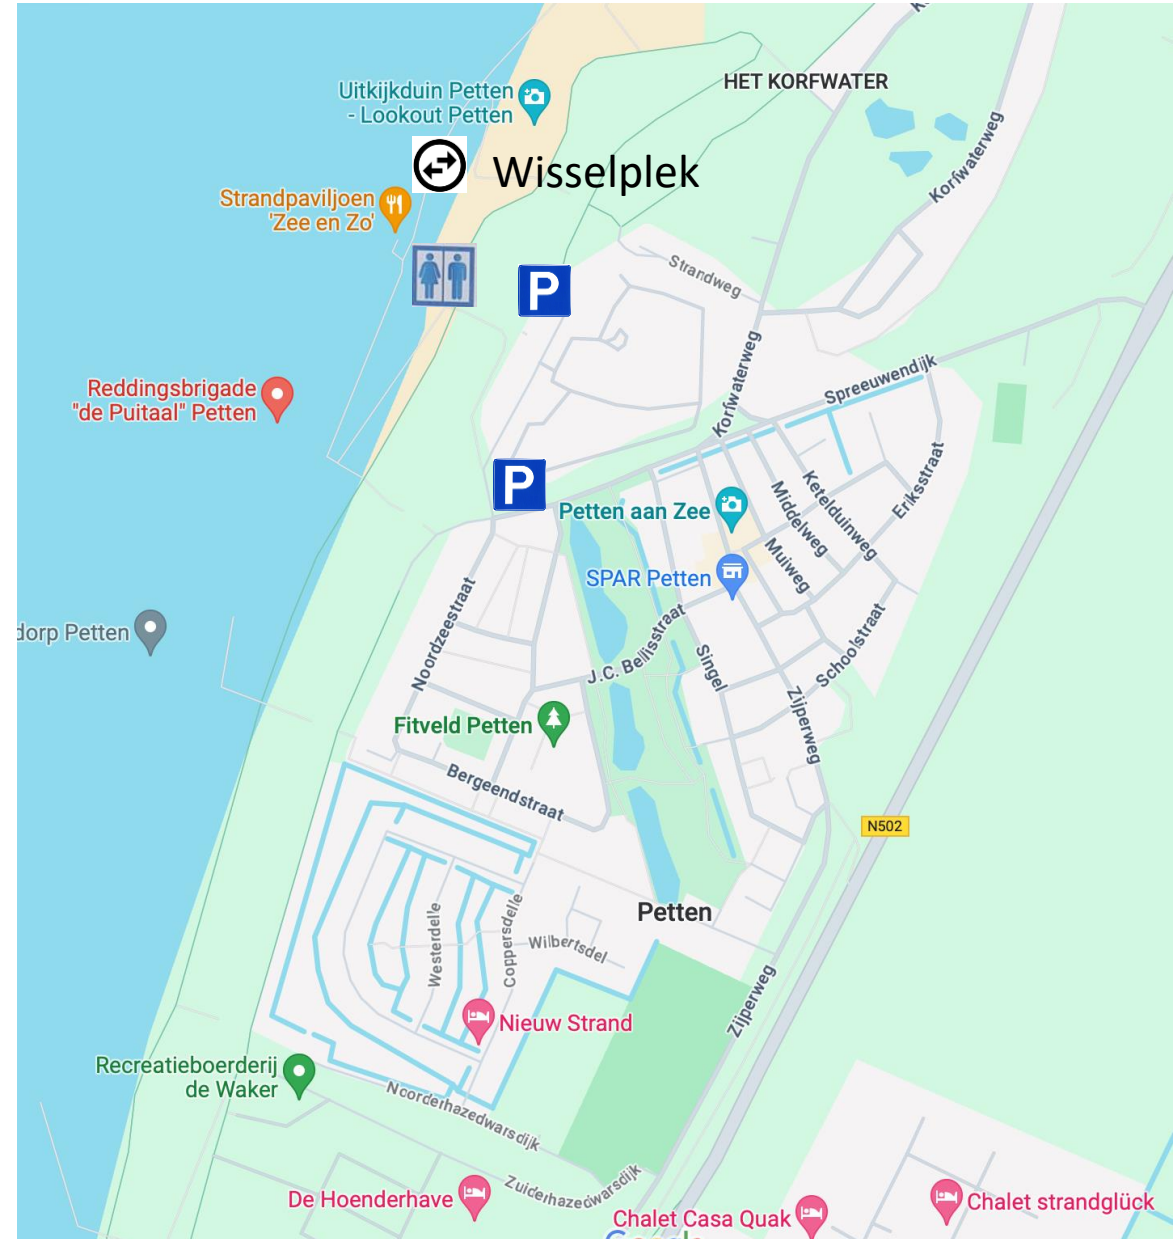 HET KORFWATER
Uitkijkduin Petten
- Lookout Petten
Wisselplek
Strandpaviljoen
'Zee en Zo'
Korfwaterweg
Strandweg
P
Reddingsbrigade
"de Puitaal" Petten
Korfwaterweg
Spreeuwendijk
P
Petten aan Zee
Middelweg
Ketelduinweg
Eriksstraat
Muiweg
SPAR Petten
dorp Petten
Noordzeestraat
J.C. Bellisstraat
Singel
Schoolstraat
Zijperweg
Fitveld Petten
Bergeendstraat
N502
Petten
Westerdelle
Coppersdelle
Wilbertsdel
Zijperweg
Nieuw Strand
Recreatieboerderij
de Waker
Noorderhazedwarsdijk
Zuiderhazedwarsdijk
De Hoenderhave
Chalet Casa Quak
Chalet strandglück
Google